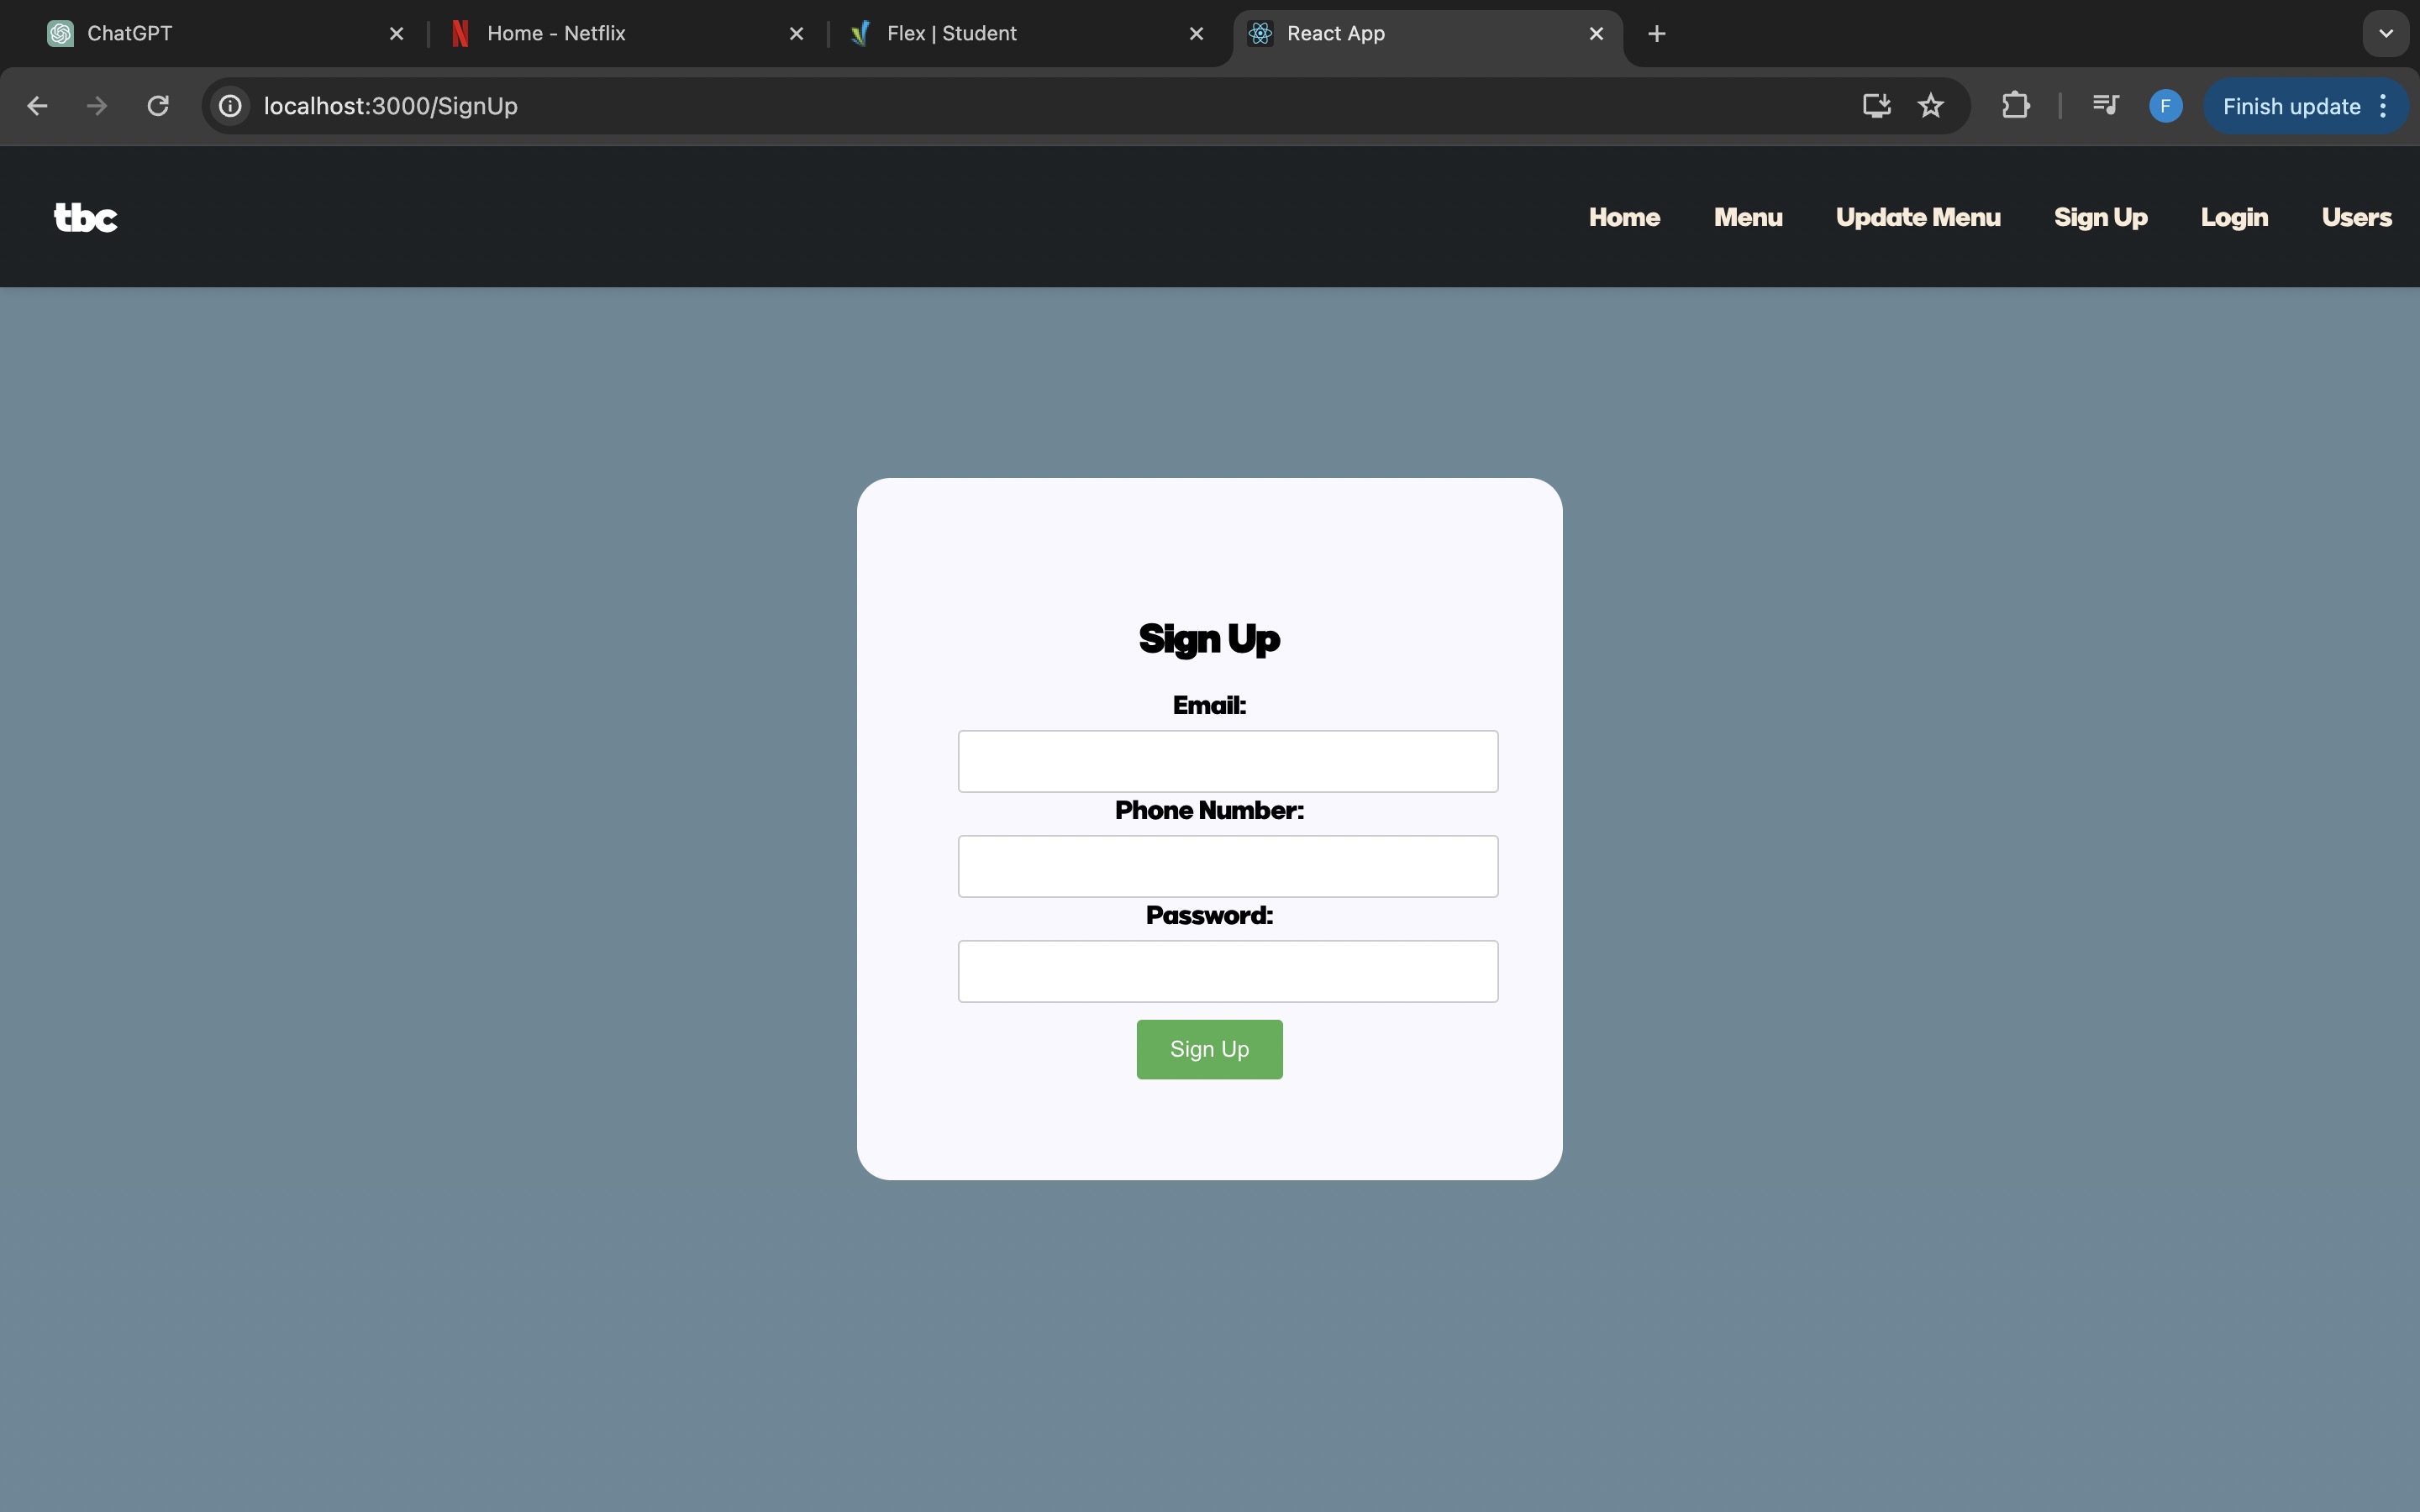 ChatGPT
Home - Netflix
Flex | Student
React App
localhost:3000/SignUp
F
Finish update
tbc
Home
Menu
Update Menu
Sign Up
Login
Users
Sign Up
Email:
Phone Number:
Password:
Sign Up